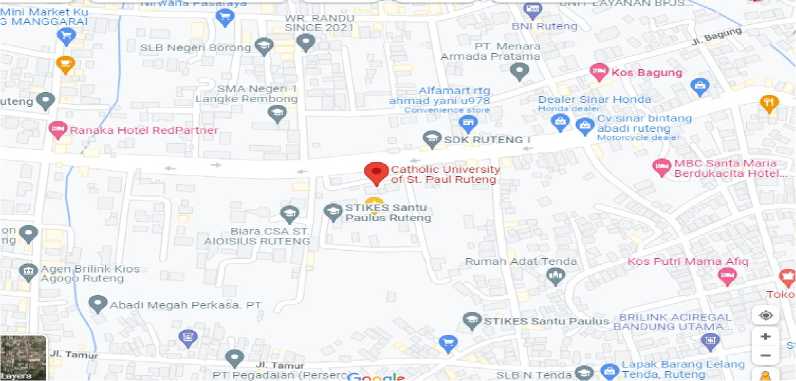 Mini Market Ku
G MANGGARAI
Nirwana Pasaraya
WR. RANDU
SINCE 2021
UNIT LAYANAN BPJS
BNI Ruteng
Jl. Bagung
SLB Negeri Borong
PT. Menara
Armada Pratama
Kos Bagung
SMA Negeri 1
Langke Rembong
Alfamart rtg
ahmad yani u978
Convenience store
Dealer Sinar Honda
Honda dealer
Cv.sinar bintang
abadi ruteng
Motorcycle dealer
Ruteng
Ranaka Hotel RedPartner
SDK RUTENG I
Catholic University
of St. Paul Ruteng
MBC Santa Maria
Berdukacita Hotel...
STIKES Santu
Paulus Ruteng
Biara CSA ST.
AlOISIUS RUTENG
on
g
Rumah Adat Tenda
Kos Putri Mama Afiq
Agen Brilink Kios
Agogo Ruteng
Toko
Abadi Megah Perkasa. PT
STIKES Santu Paulus
BRILINK ACIREGAL
BANDUNG UTAMA...
Jl. Tamur
Jl. Tamur
PT Pegadaian (Persero
Google
SLB N Tenda
Lapak Barang Lelang
Tenda, Ruteng
Layers